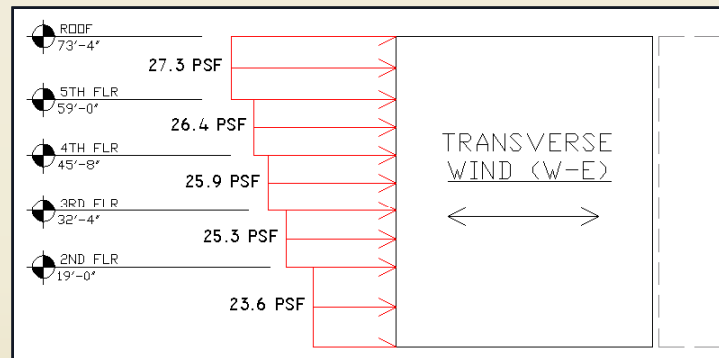 ROOF
73'-4"
27.3 PSF
5TH FLR
59'-0"
26.4 PSF
4TH FLR
45'-8"
25.9 PSF
3RD FLR
32'-4"
25.3 PSF
2ND FLR
19'-0"
23.6 PSF
TRANSVERSE
WIND (W-E)